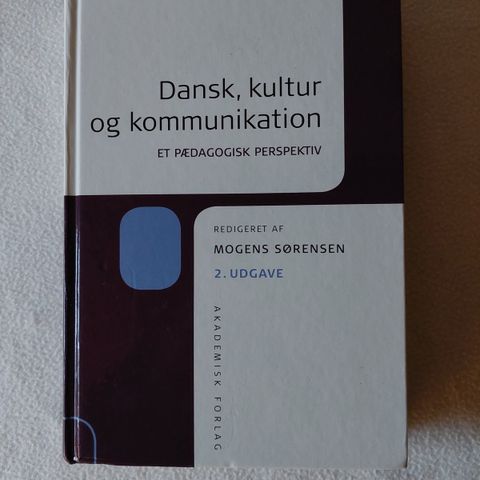 Dansk, kultur
og kommunikation
ET PÆDAGOGISK PERSPEKTIV
REDIGERET AF
MOGENS SØRENSEN
2. UDGAVE
AKADEMISK FORLAG